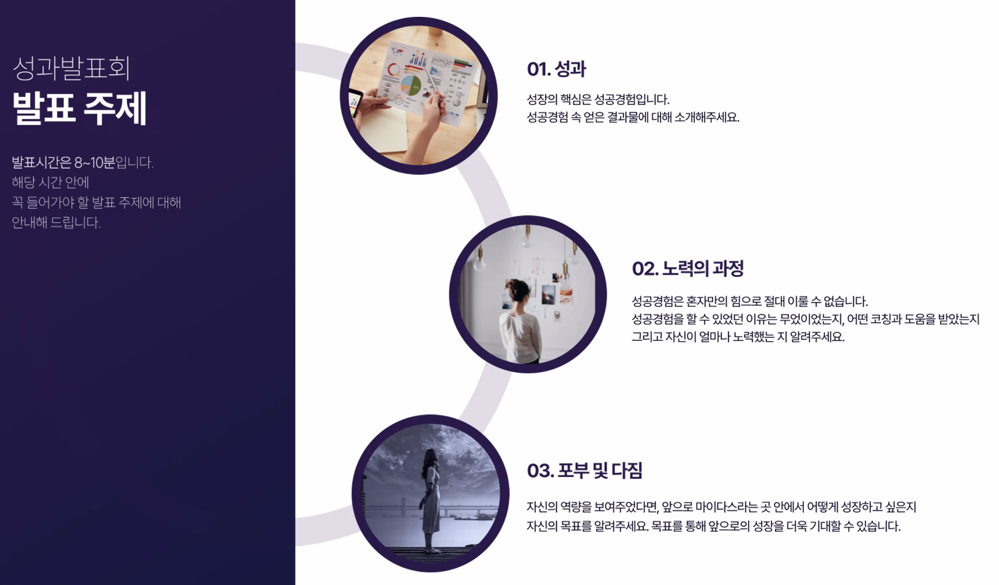 성과발표회
발표 주제
발표시간은 8~10분입니다.
해당 시간 안에
꼭 들어가야 할 발표 주제에 대해
안내해 드립니다.
01. 성과
성장의 핵심은 성공경험입니다.
성공경험 속 얻은 결과물에 대해 소개해주세요.
02. 노력의 과정
성공경험은 혼자만의 힘으로 절대 이룰 수 없습니다.
성공경험을 할 수 있었던 이유는 무엇이었는지, 어떤 코칭과 도움을 받았는지
그리고 자신이 얼마나 노력했는 지 알려주세요.
03. 포부 및 다짐
자신의 역량을 보여주었다면, 앞으로 마이다스라는 곳 안에서 어떻게 성장하고 싶은지
자신의 목표를 알려주세요. 목표를 통해 앞으로의 성장을 더욱 기대할 수 있습니다.